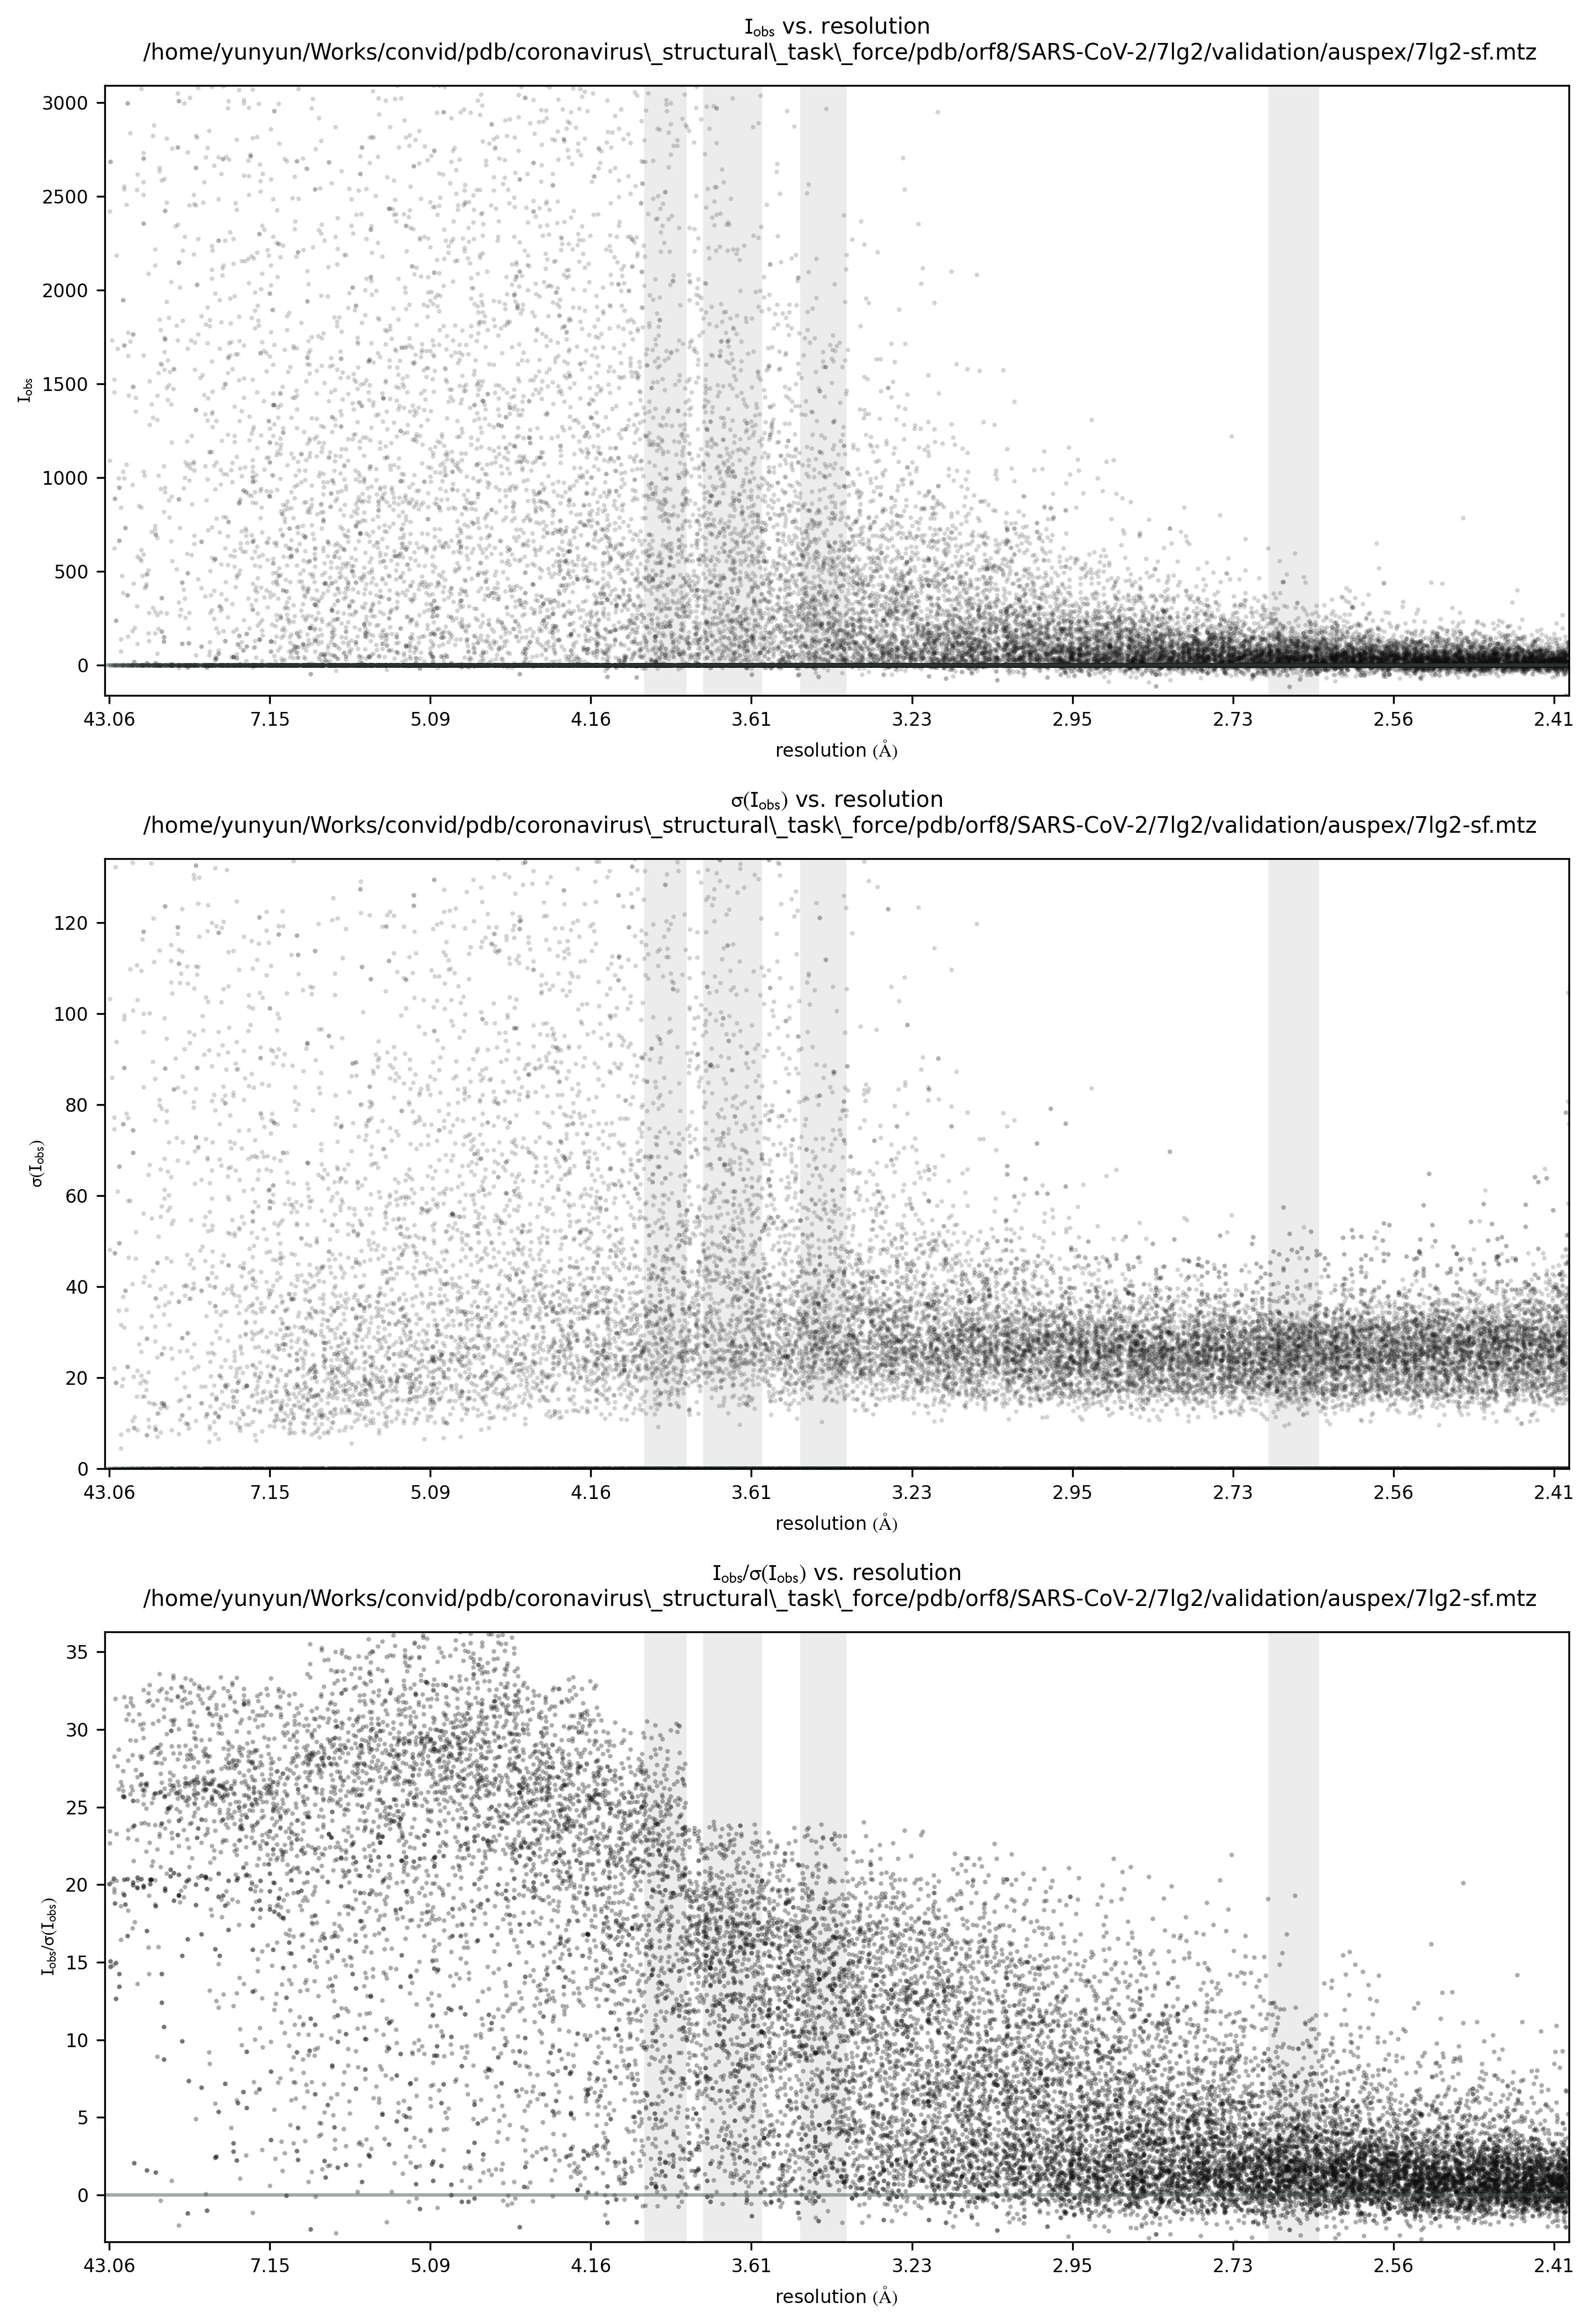 I_obs vs. resolution
/home/yunyun/Works/convid/pdb/coronavirus\_structural\_task\_force/pdb/orf8/SARS-CoV-2/7lg2/validation/auspex/7lg2-sf.mtz
3000
2500
2000
1500
1000
500
0
I_obs
43.06 7.15 5.09 4.16 3.61 3.23 2.95 2.73 2.56 2.41
resolution (Å)
σ(I_obs) vs. resolution
/home/yunyun/Works/convid/pdb/coronavirus\_structural\_task\_force/pdb/orf8/SARS-CoV-2/7lg2/validation/auspex/7lg2-sf.mtz
120
100
80
60
40
20
0
σ(I_obs)
43.06 7.15 5.09 4.16 3.61 3.23 2.95 2.73 2.56 2.41
resolution (Å)
I_obs/σ(I_obs) vs. resolution
/home/yunyun/Works/convid/pdb/coronavirus\_structural\_task\_force/pdb/orf8/SARS-CoV-2/7lg2/validation/auspex/7lg2-sf.mtz
35
30
25
20
15
10
5
0
I_obs/σ(I_obs)
43.06 7.15 5.09 4.16 3.61 3.23 2.95 2.73 2.56 2.41
resolution (Å)